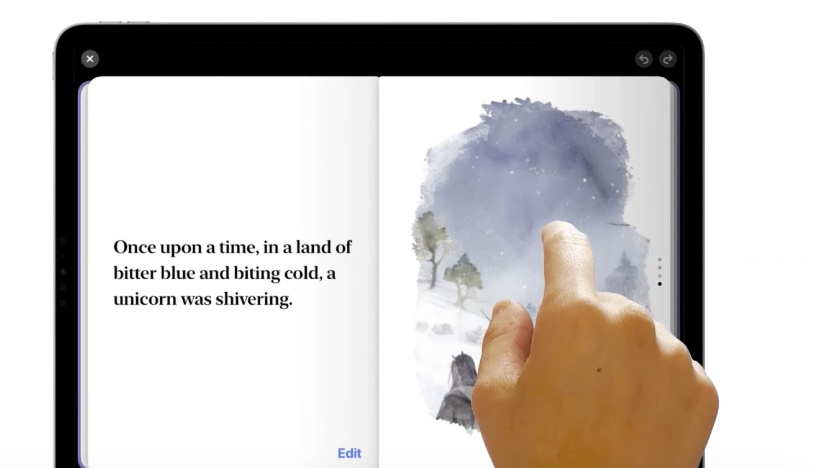 Once upon a time, in a land of
bitter blue and biting cold, a
unicorn was shivering.
Edit